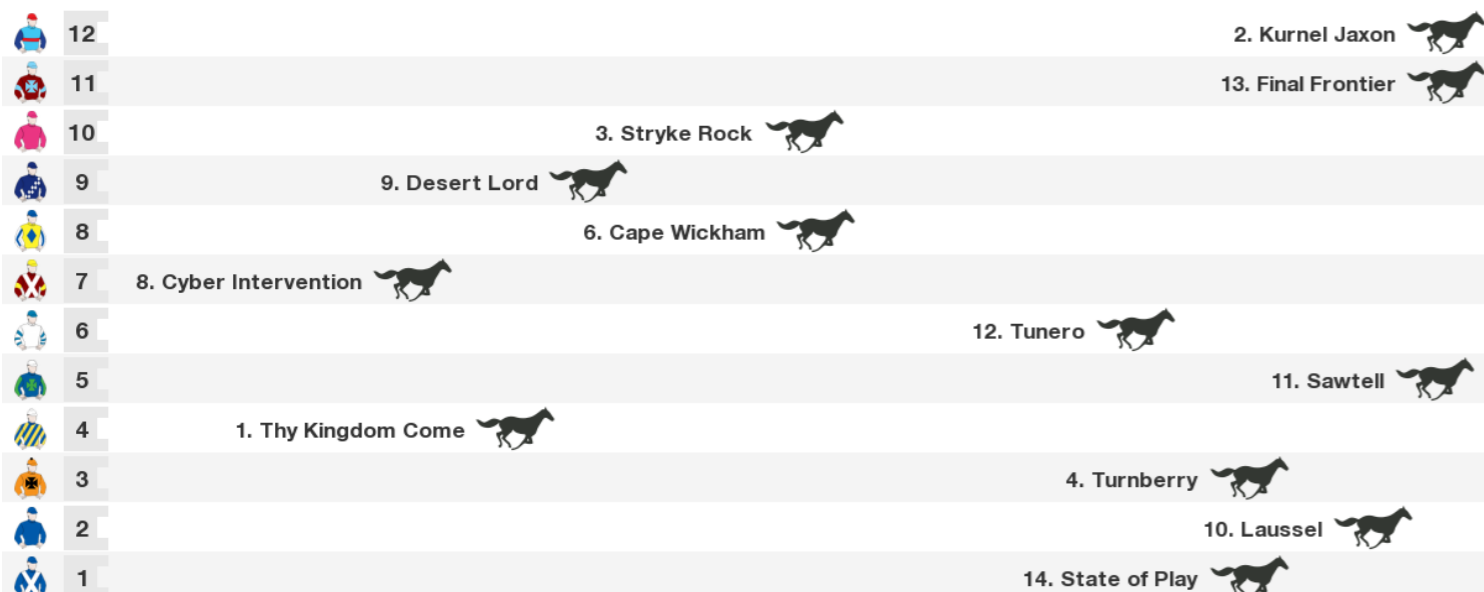 12 2. Kurnel Jaxon
11 13. Final Frontier
10 3. Stryke Rock
9 9. Desert Lord
8 6. Cape Wickham
7 8. Cyber Intervention
6 12. Tunero
5 11. Sawtell
4 1. Thy Kingdom Come
3 4. Turnberry
2 10. Laussel
1 14. State of Play